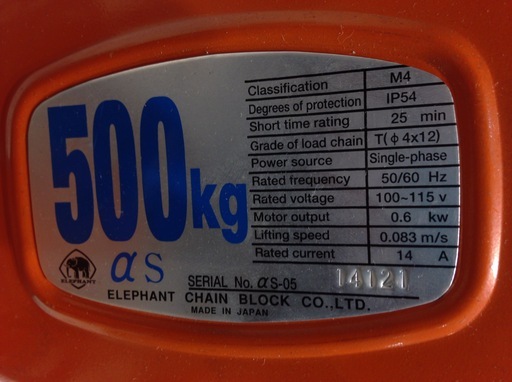 500kg
αS
ELEPHANT
Classification M4
Degrees of protection IP54
Short time rating 25 min
Grade of load chain T(φ4x12)
Power source Single-phase
Rated frequency 50/60 Hz
Rated voltage 100~115 v
Motor output 0.6 kw
Lifting speed 0.083 m/s
Rated current 14 A
SERIAL No. αS-05 14121
ELEPHANT CHAIN BLOCK CO.,LTD.
MADE IN JAPAN